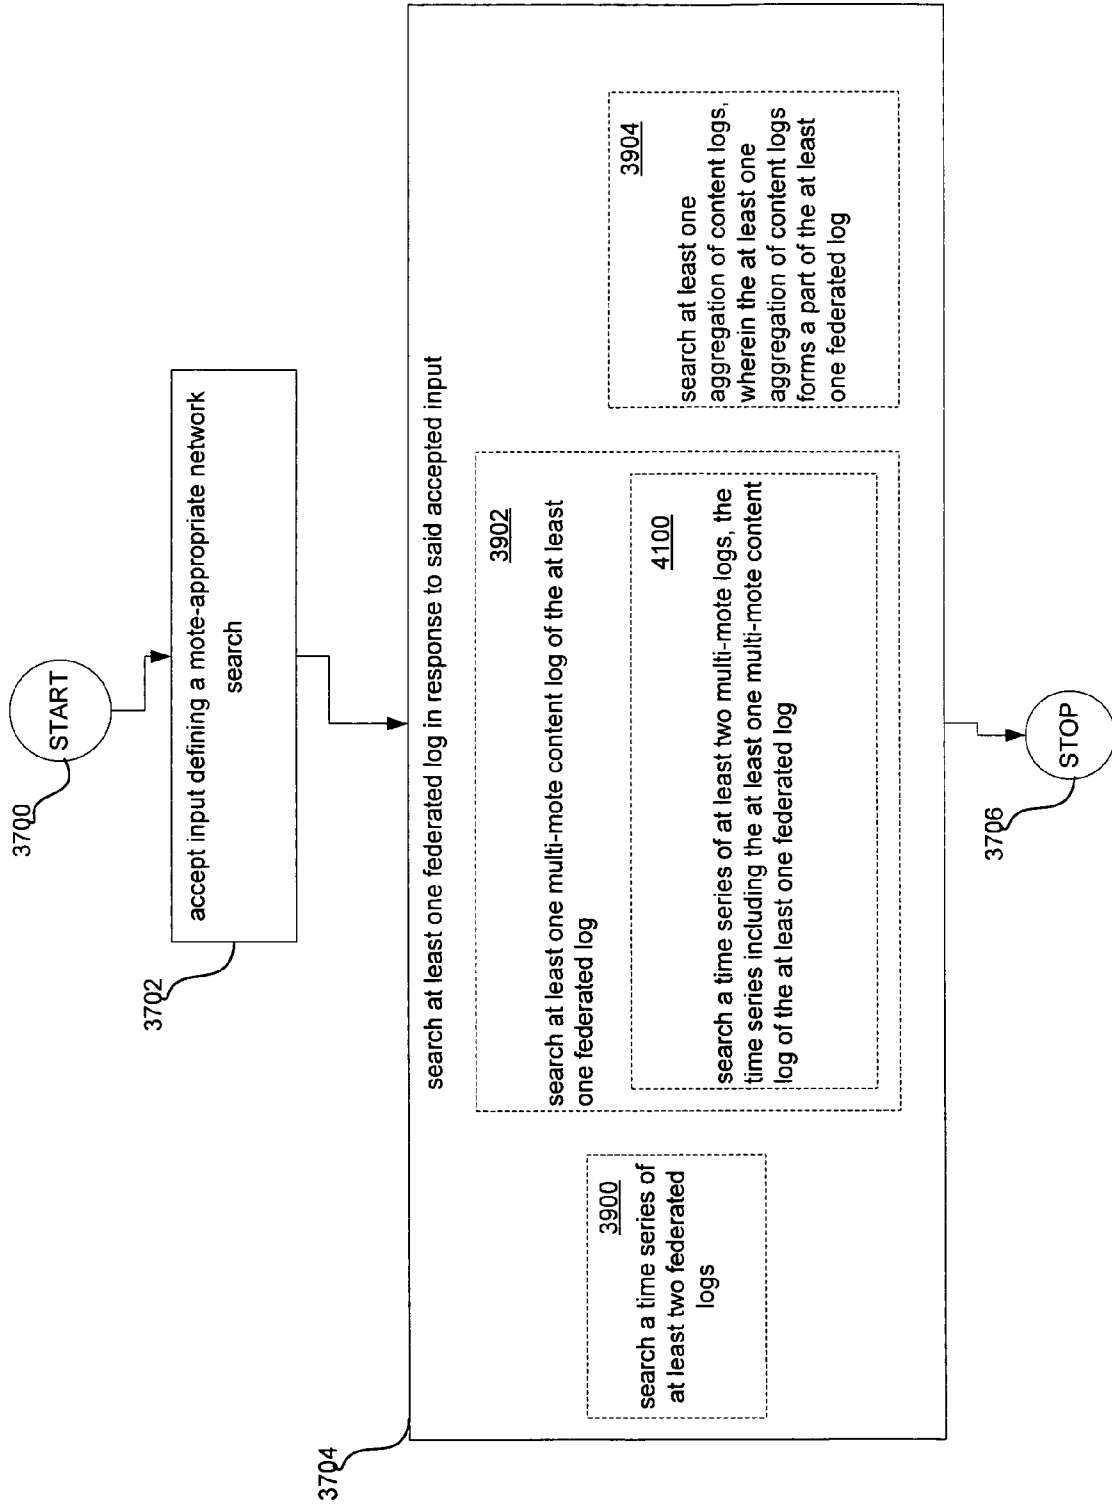 3700
START
3702
accept input defining a mote-appropriate network
search
3704
search at least one federated log in response to said accepted input
3900
search a time series of
at least two federated
logs
3902
search at least one multi-mote content log of the at least
one federated log
4100
search a time series of at least two multi-mote logs, the
time series including the at least one multi-mote content
log of the at least one federated log
3904
search at least one
aggregation of content logs,
wherein the at least one
aggregation of content logs
forms a part of the at least
one federated log
3706
STOP